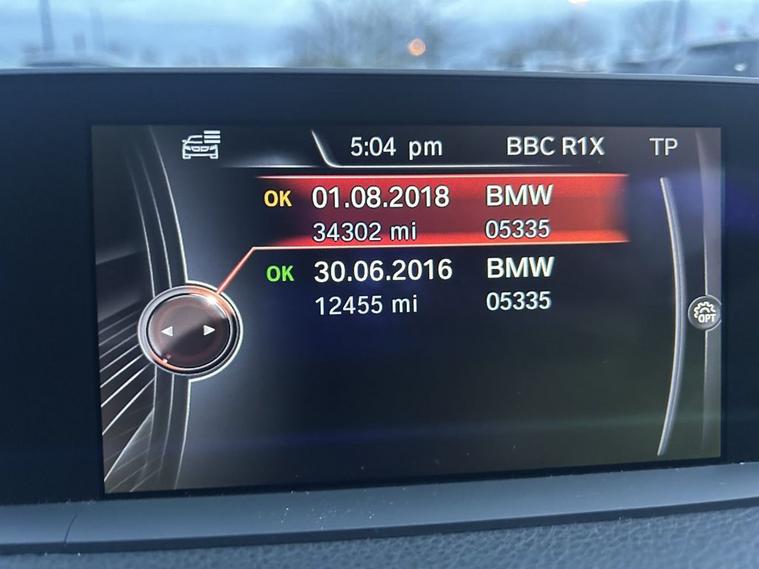 5:04 pm BBC R1X TP
OK 01.08.2018 BMW
34302 mi 05335
OK 30.06.2016 BMW
12455 mi 05335
OPT